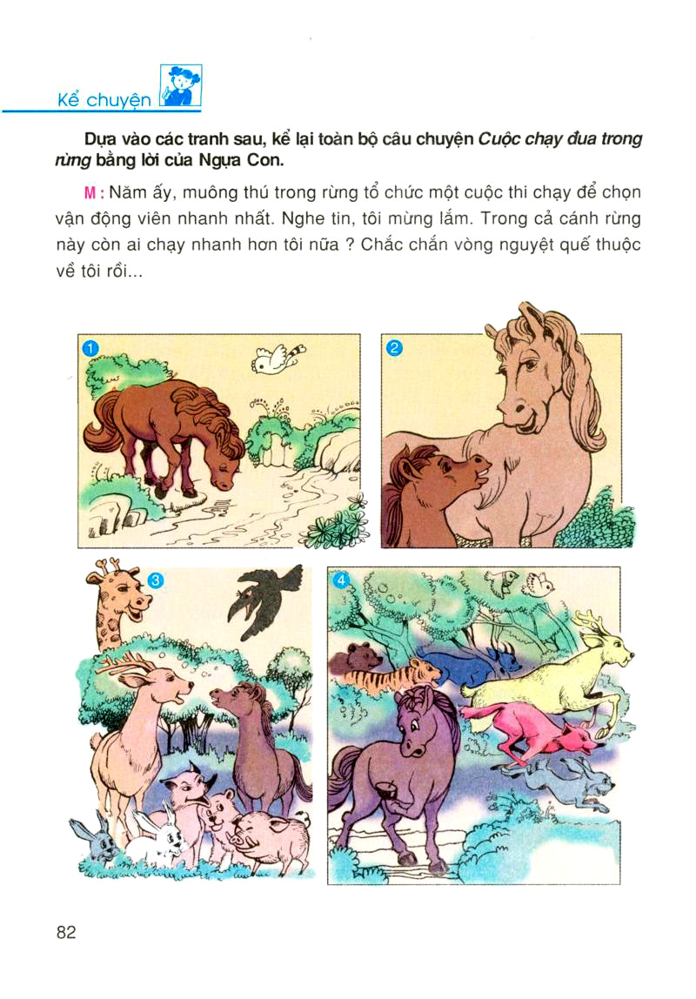 Kể chuyện
Dựa vào các tranh sau, kể lại toàn bộ câu chuyện Cuộc chạy đua trong
rừng bằng lời của Ngựa Con.
M : Năm ấy, muông thú trong rừng tổ chức một cuộc thi chạy để chọn
vận động viên nhanh nhất. Nghe tin, tôi mừng lắm. Trong cả cánh rừng
này còn ai chạy nhanh hơn tôi nữa ? Chắc chắn vòng nguyệt quế thuộc
về tôi rồi...
1
2
3
4
82